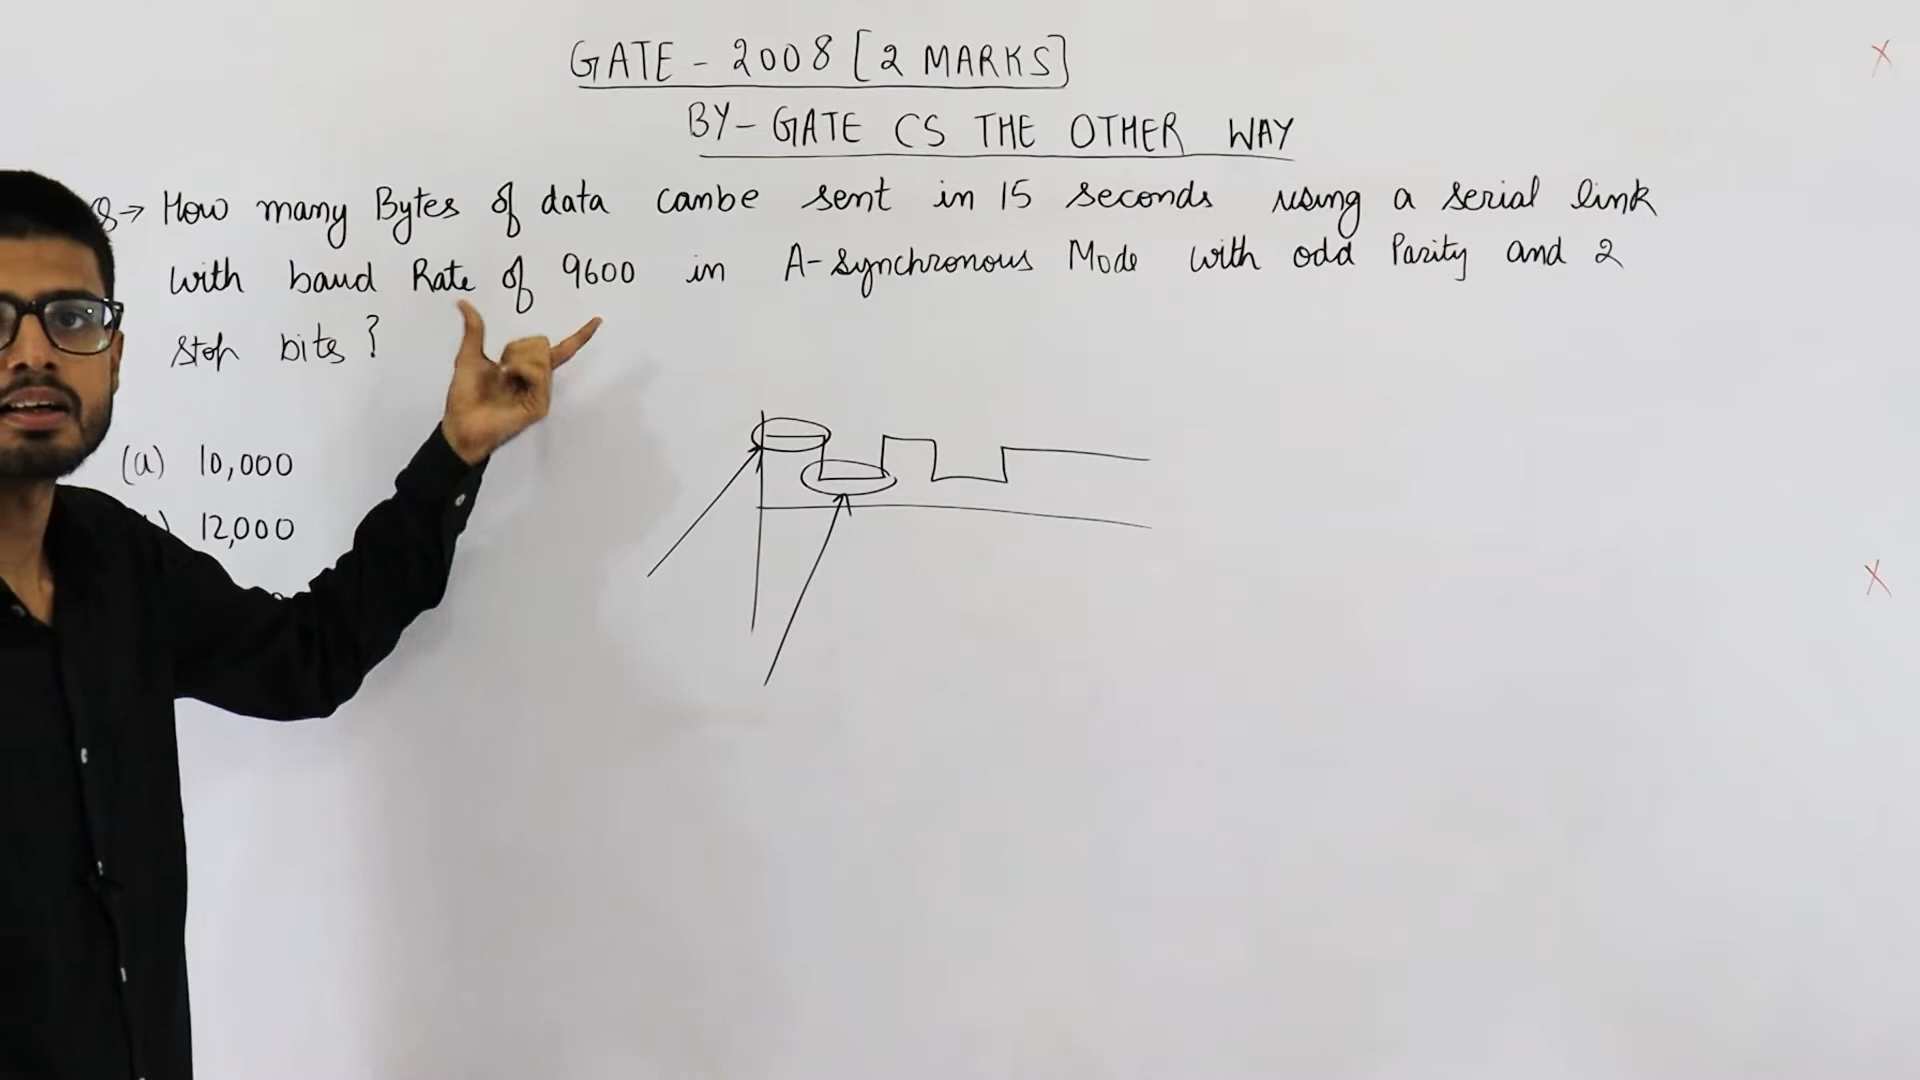 GATE - 2008 [2 MARKS]
BY - GATE CS THE OTHER WAY
Q→ How many Bytes of data canbe sent in 15 seconds using a serial link
with baud Rate of 9600 in A-synchronous Mode with odd Parity and 2
stop bits?
(a) 10,000
12,000